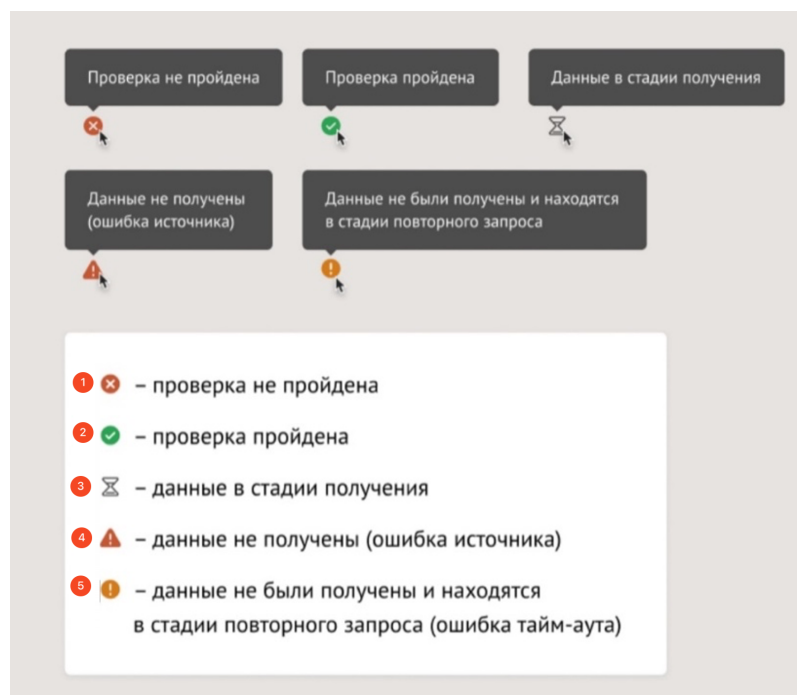 Проверка не пройдена
Проверка пройдена
Данные в стадии получения
Данные не получены
(ошибка источника)
Данные не были получены и находятся
в стадии повторного запроса
1 – проверка не пройдена
2 – проверка пройдена
3 – данные в стадии получения
4 – данные не получены (ошибка источника)
5 – данные не были получены и находятся
в стадии повторного запроса (ошибка тайм-аута)